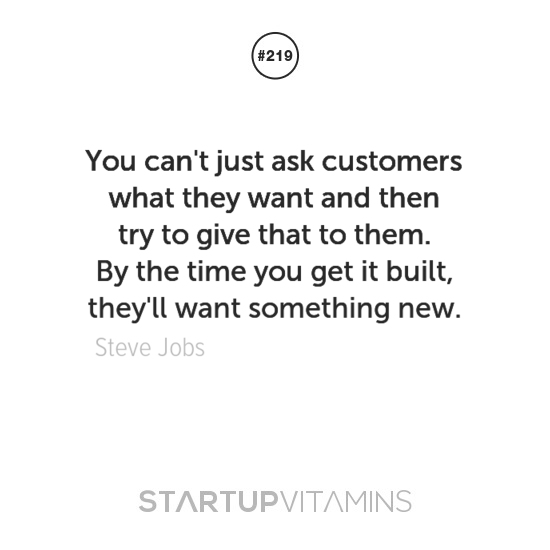 #219
You can't just ask customers
what they want and then
try to give that to them.
By the time you get it built,
they'll want something new.
Steve Jobs
STARTUPVITAMINS